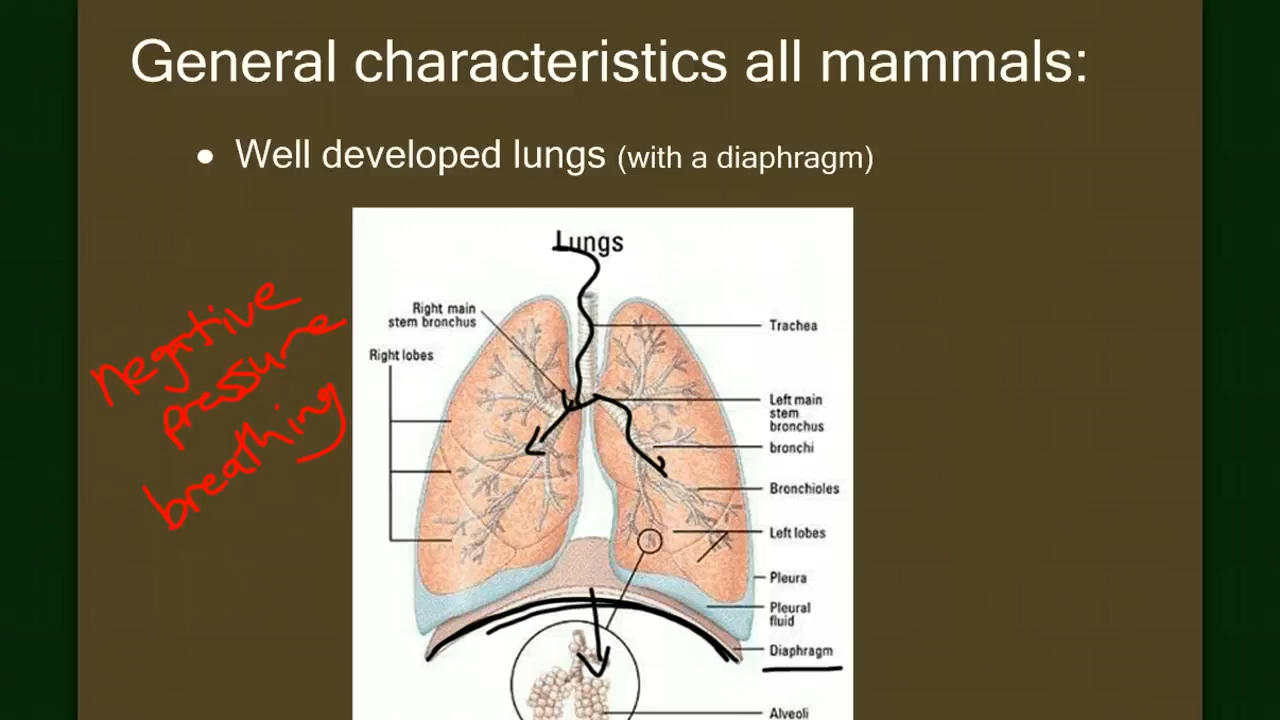 General characteristics all mammals:
● Well developed lungs (with a diaphragm)
Lungs
Right main
stem bronchus
Right lobes
Trachea
Left main
stem
bronchus
bronchi
Bronchioles
Left lobes
Pleura
Pleural
fluid
Diaphragm
Alveoli
negative
pressure
breathing